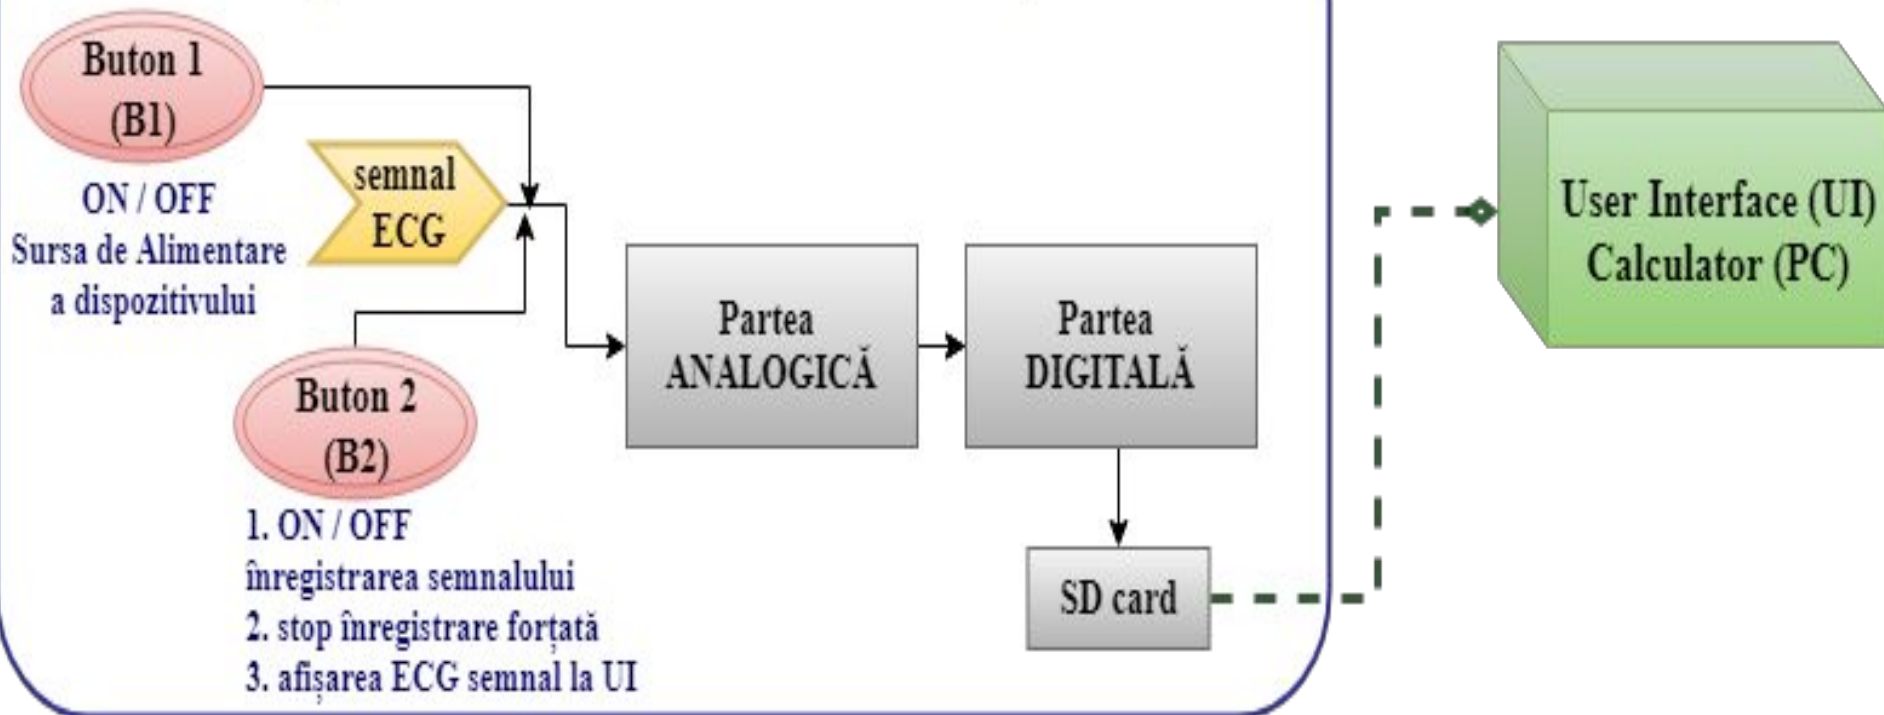 Buton 1
(B1)
ON / OFF
Sursa de Alimentare
a dispozitivului
semnal
ECG
Buton 2
(B2)
1. ON / OFF
înregistrarea semnalului
2. stop înregistrare forțată
3. afișarea ECG semnal la UI
Partea
ANALOGICĂ
Partea
DIGITALĂ
SD card
User Interface (UI)
Calculator (PC)